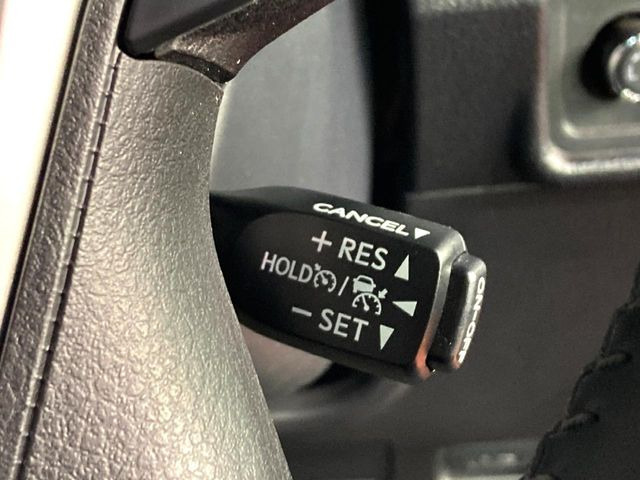 CANCEL▼
+ RES ▲
HOLD /
− SET ▼
ON·OFF